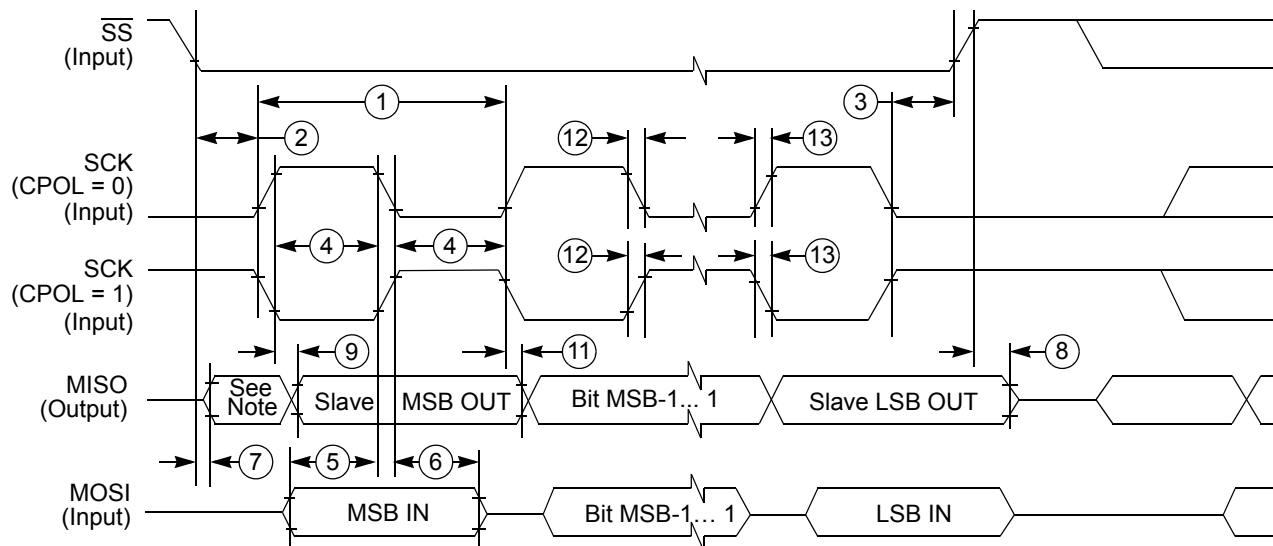 SS
(Input)
1
3
2
12
13
SCK
(CPOL = 0)
(Input)
4
4
12
13
SCK
(CPOL = 1)
(Input)
9
11
8
MISO
(Output)
See
Note
Slave
MSB OUT
Bit MSB-1... 1
Slave LSB OUT
7
5
6
MOSI
(Input)
MSB IN
Bit MSB-1... 1
LSB IN